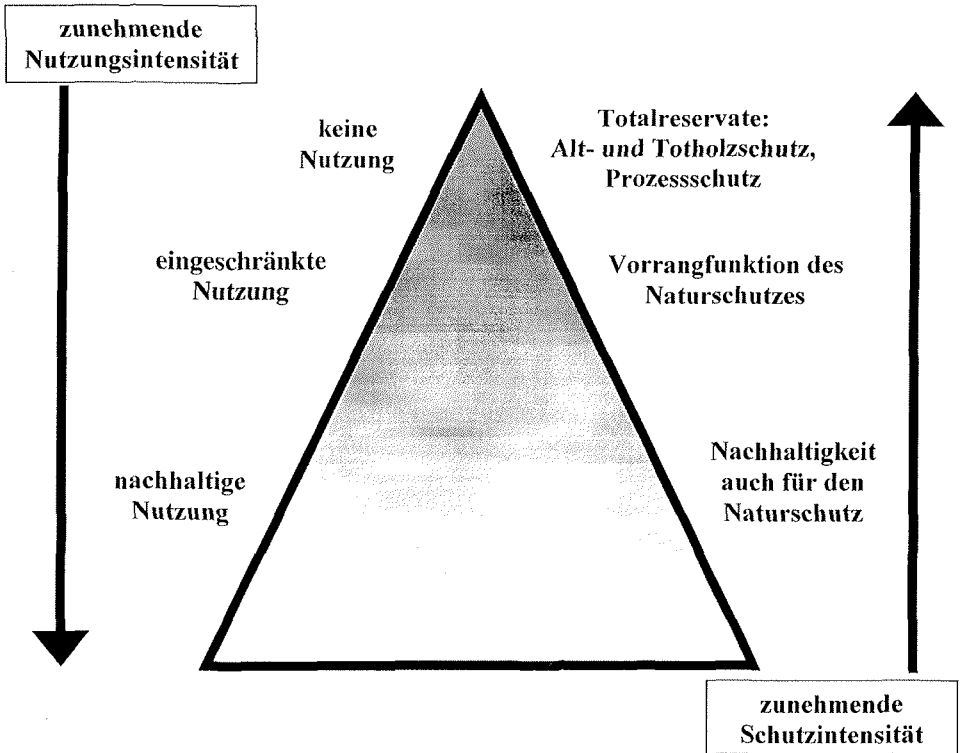 zunehmende
Nutzungsintensität
keine
Nutzung
Totalreservate:
Alt- und Totholzschutz,
Prozessschutz
eingeschränkte
Nutzung
Vorrangfunktion des
Naturschutzes
nachhaltige
Nutzung
Nachhaltigkeit
auch für den
Naturschutz
zunehmende
Schutzintensität